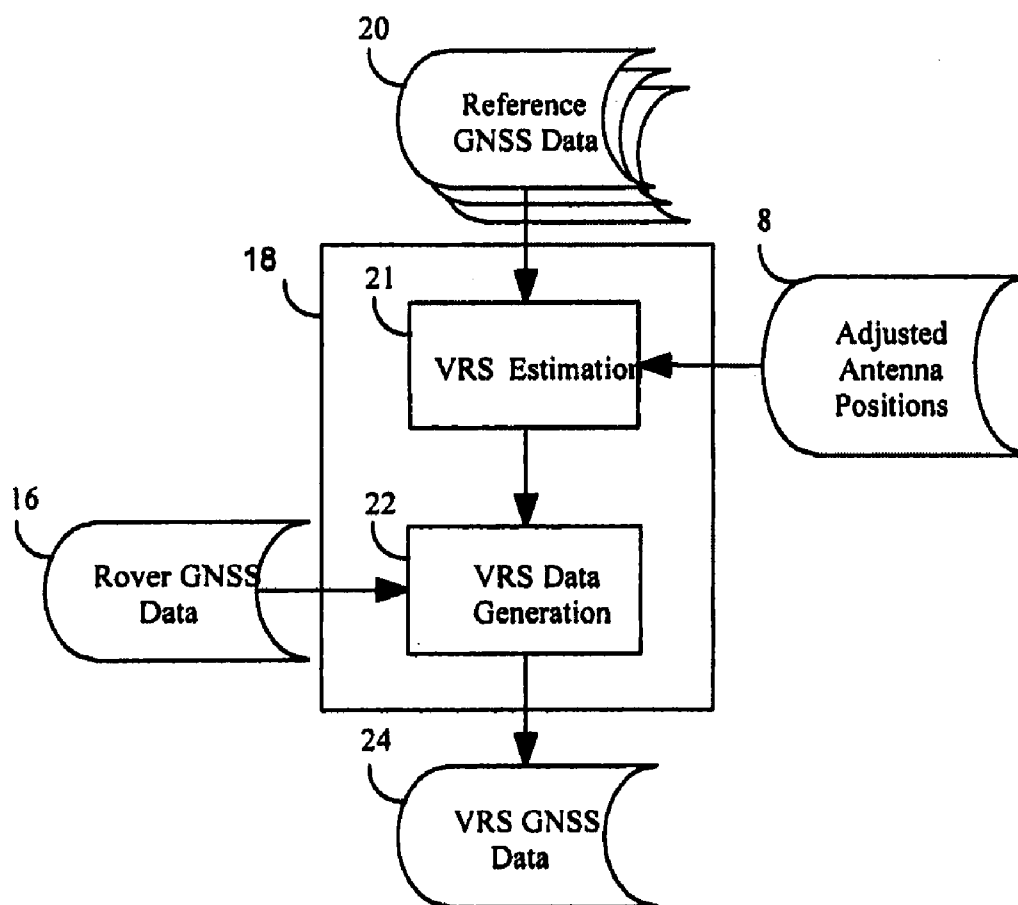 20
Reference
GNSS Data
18
21
VRS Estimation
8
Adjusted
Antenna
Positions
16
Rover GNSS
Data
22
VRS Data
Generation
24
VRS GNSS
Data